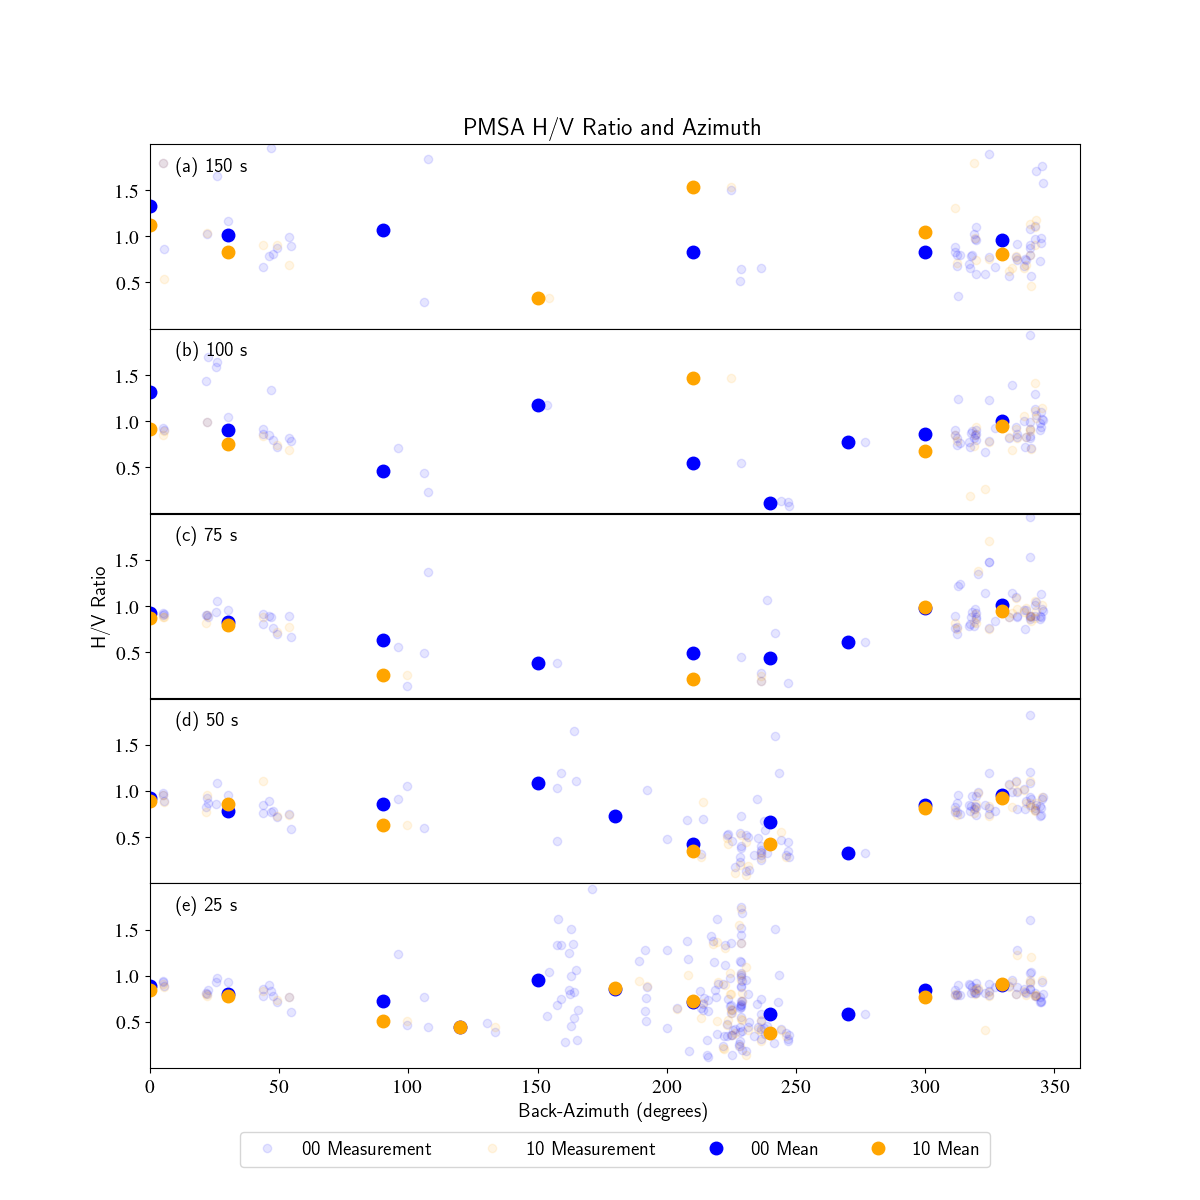 PMSA H/V Ratio and Azimuth
(a) 150 s
1.5
1.0
0.5
(b) 100 s
1.5
1.0
0.5
(c) 75 s
1.5
1.0
0.5
H/V Ratio
(d) 50 s
1.5
1.0
0.5
(e) 25 s
1.5
1.0
0.5
0 50 100 150 200 250 300 350
Back-Azimuth (degrees)
00 Measurement 10 Measurement 00 Mean 10 Mean